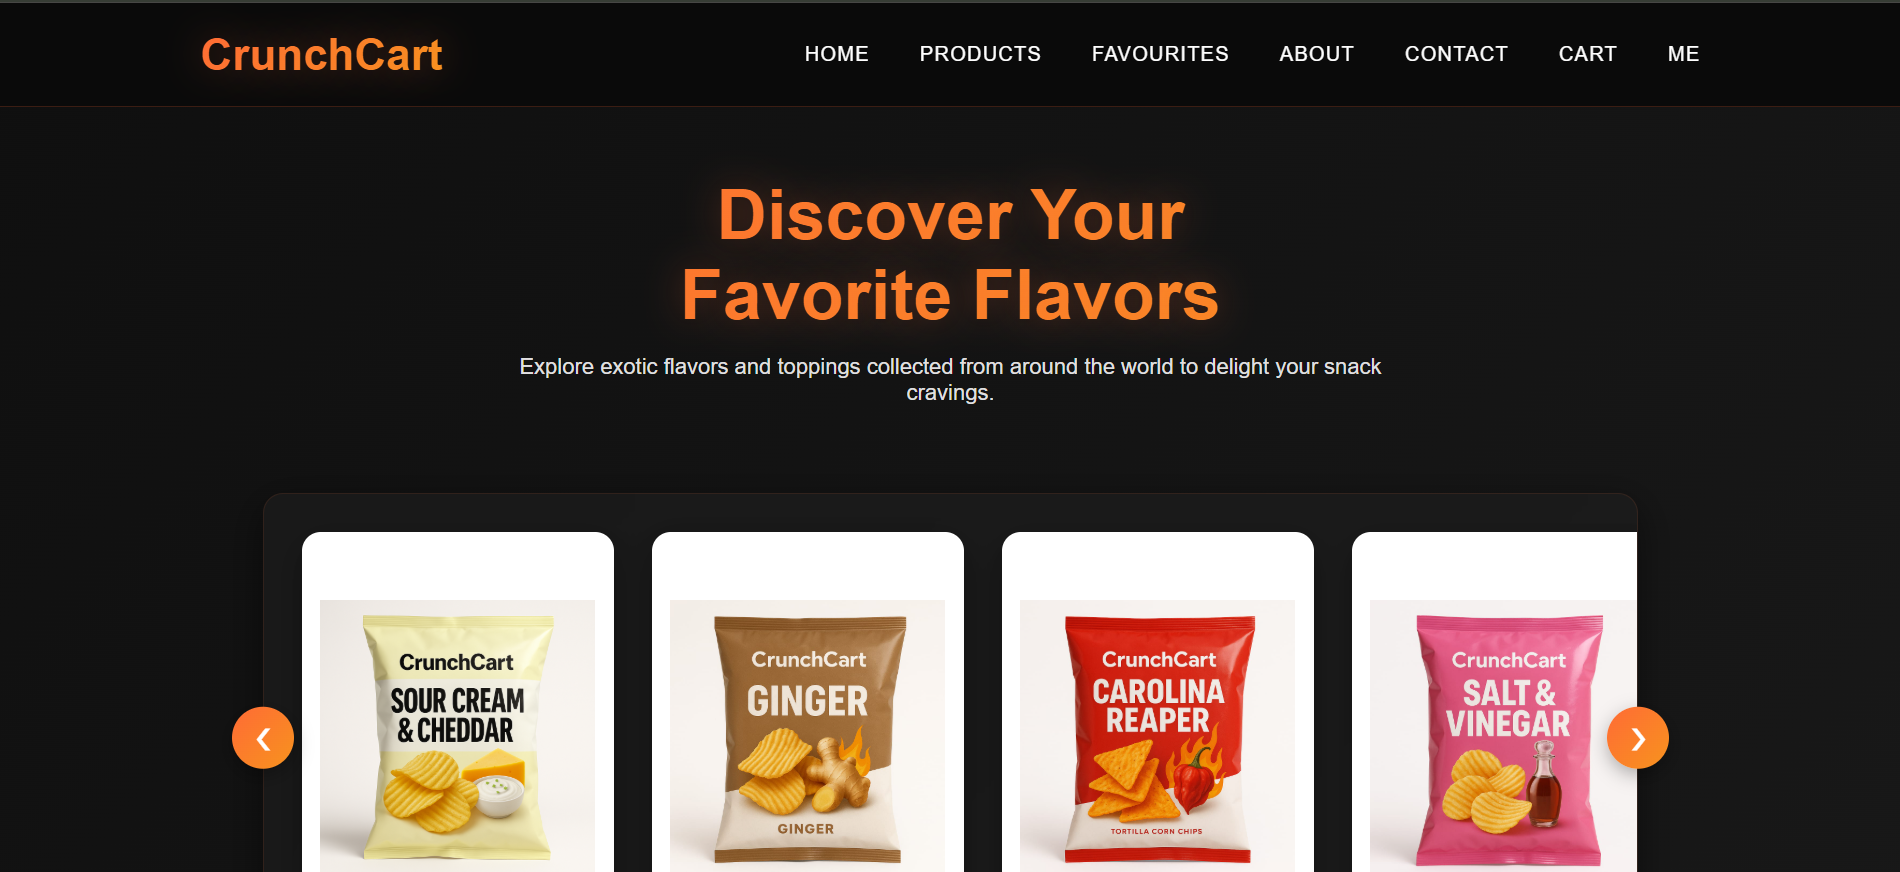 CrunchCart
HOME PRODUCTS FAVOURITES ABOUT CONTACT CART ME
Discover Your
Favorite Flavors
Explore exotic flavors and toppings collected from around the world to delight your snack
cravings.
CrunchCart
SOUR CREAM
& CHEDDAR
CrunchCart
GINGER
GINGER
CrunchCart
CAROLINA
REAPER
TORTILLA CORN CHIPS
CrunchCart
SALT &
VINEGAR